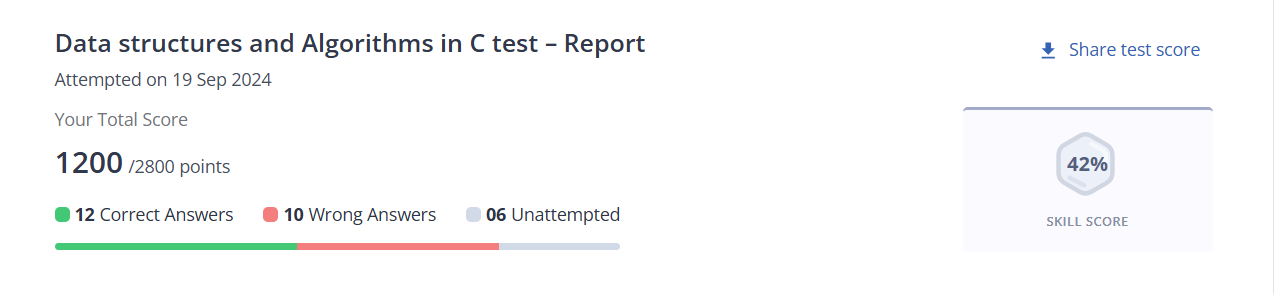 Data structures and Algorithms in C test – Report
Share test score
Attempted on 19 Sep 2024
Your Total Score
1200 /2800 points
42%
12 Correct Answers 10 Wrong Answers 06 Unattempted
SKILL SCORE